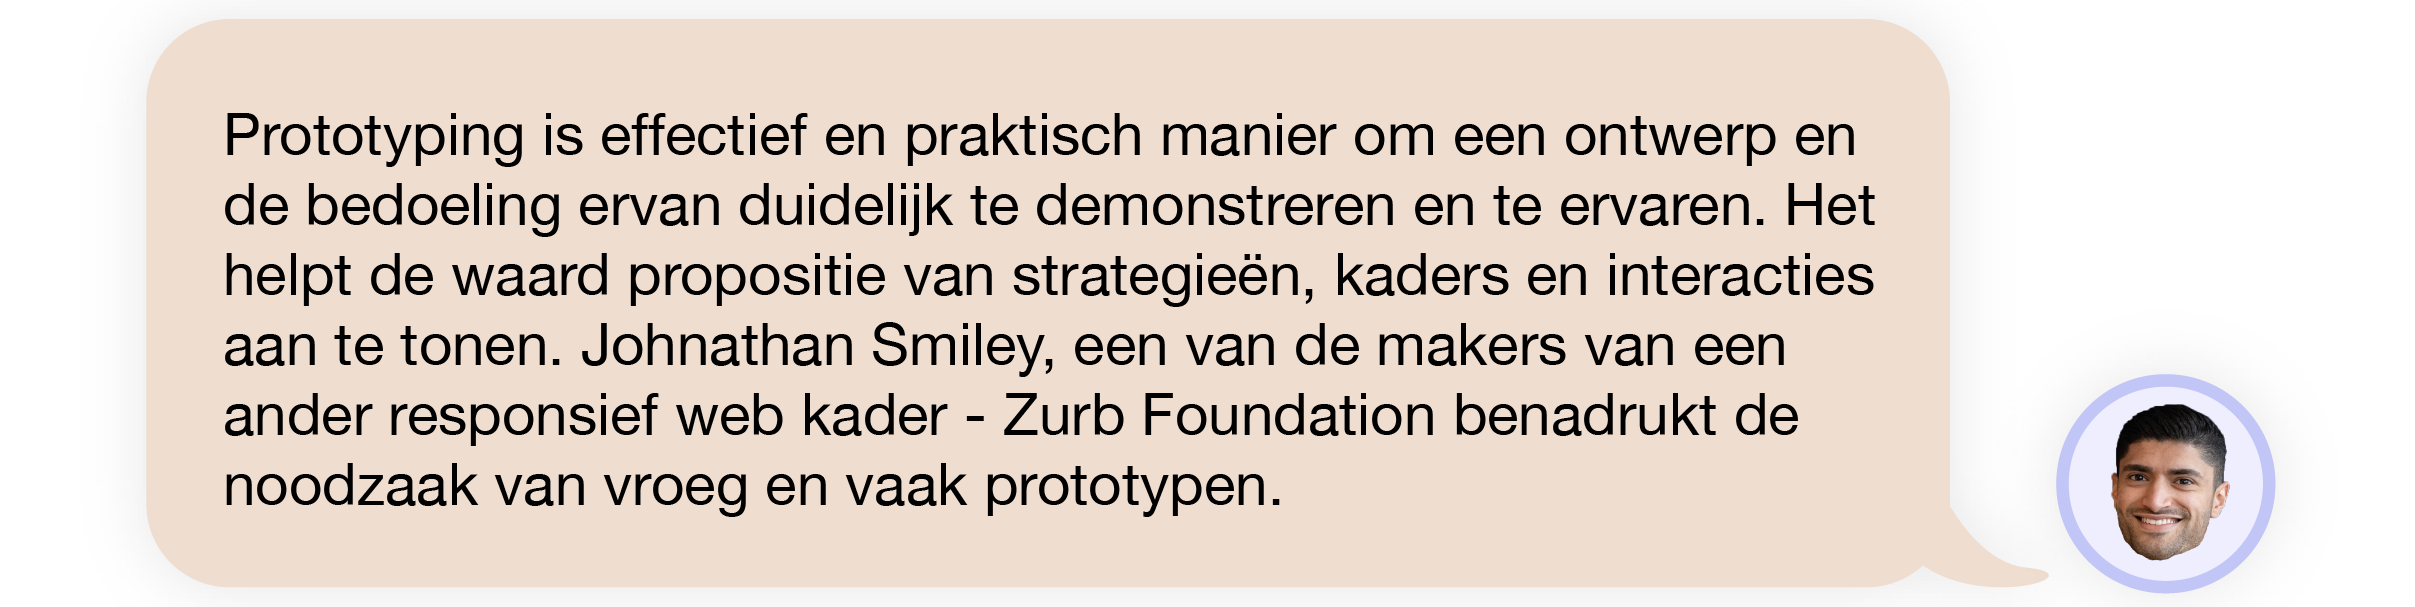 Prototyping is effectief en praktisch manier om een ontwerp en
de bedoeling ervan duidelijk te demonstreren en te ervaren. Het
helpt de waard propositie van strategieën, kaders en interacties
aan te tonen. Johnathan Smiley, een van de makers van een
ander responsief web kader - Zurb Foundation benadrukt de
noodzaak van vroeg en vaak prototypen.